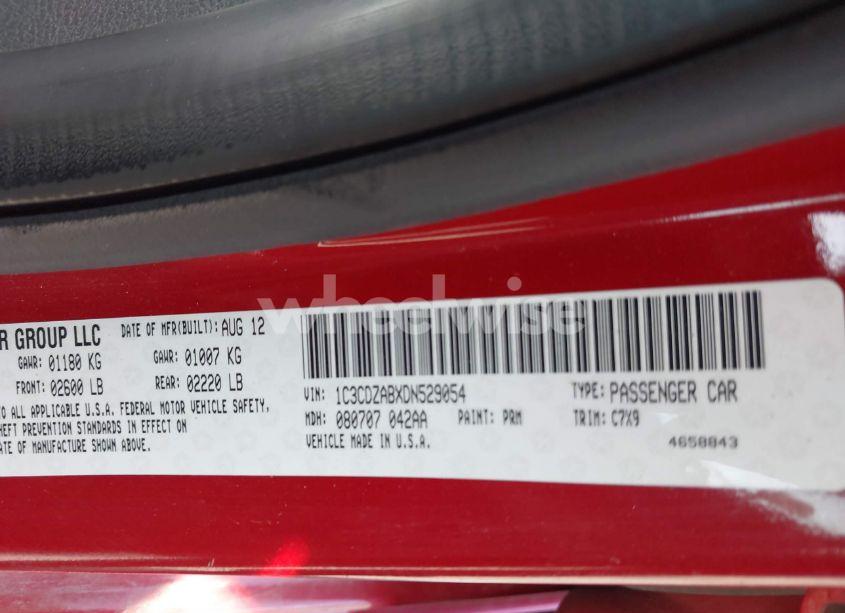 R GROUP LLC DATE OF MFR(BUILT): AUG 12
GAWR: 01180 KG GAWR: 01007 KG
FRONT: 02600 LB REAR: 02220 LB
TO ALL APPLICABLE U.S.A. FEDERAL MOTOR VEHICLE SAFETY,
HEFT PREVENTION STANDARDS IN EFFECT ON
ATE OF MANUFACTURE SHOWN ABOVE.
VIN: 1C3CDZABXDN529054 TYPE: PASSENGER CAR
MDH: 080707 042AA PAINT: PRM TRIM: C7X9
VEHICLE MADE IN U.S.A. 4658843
wheelwise